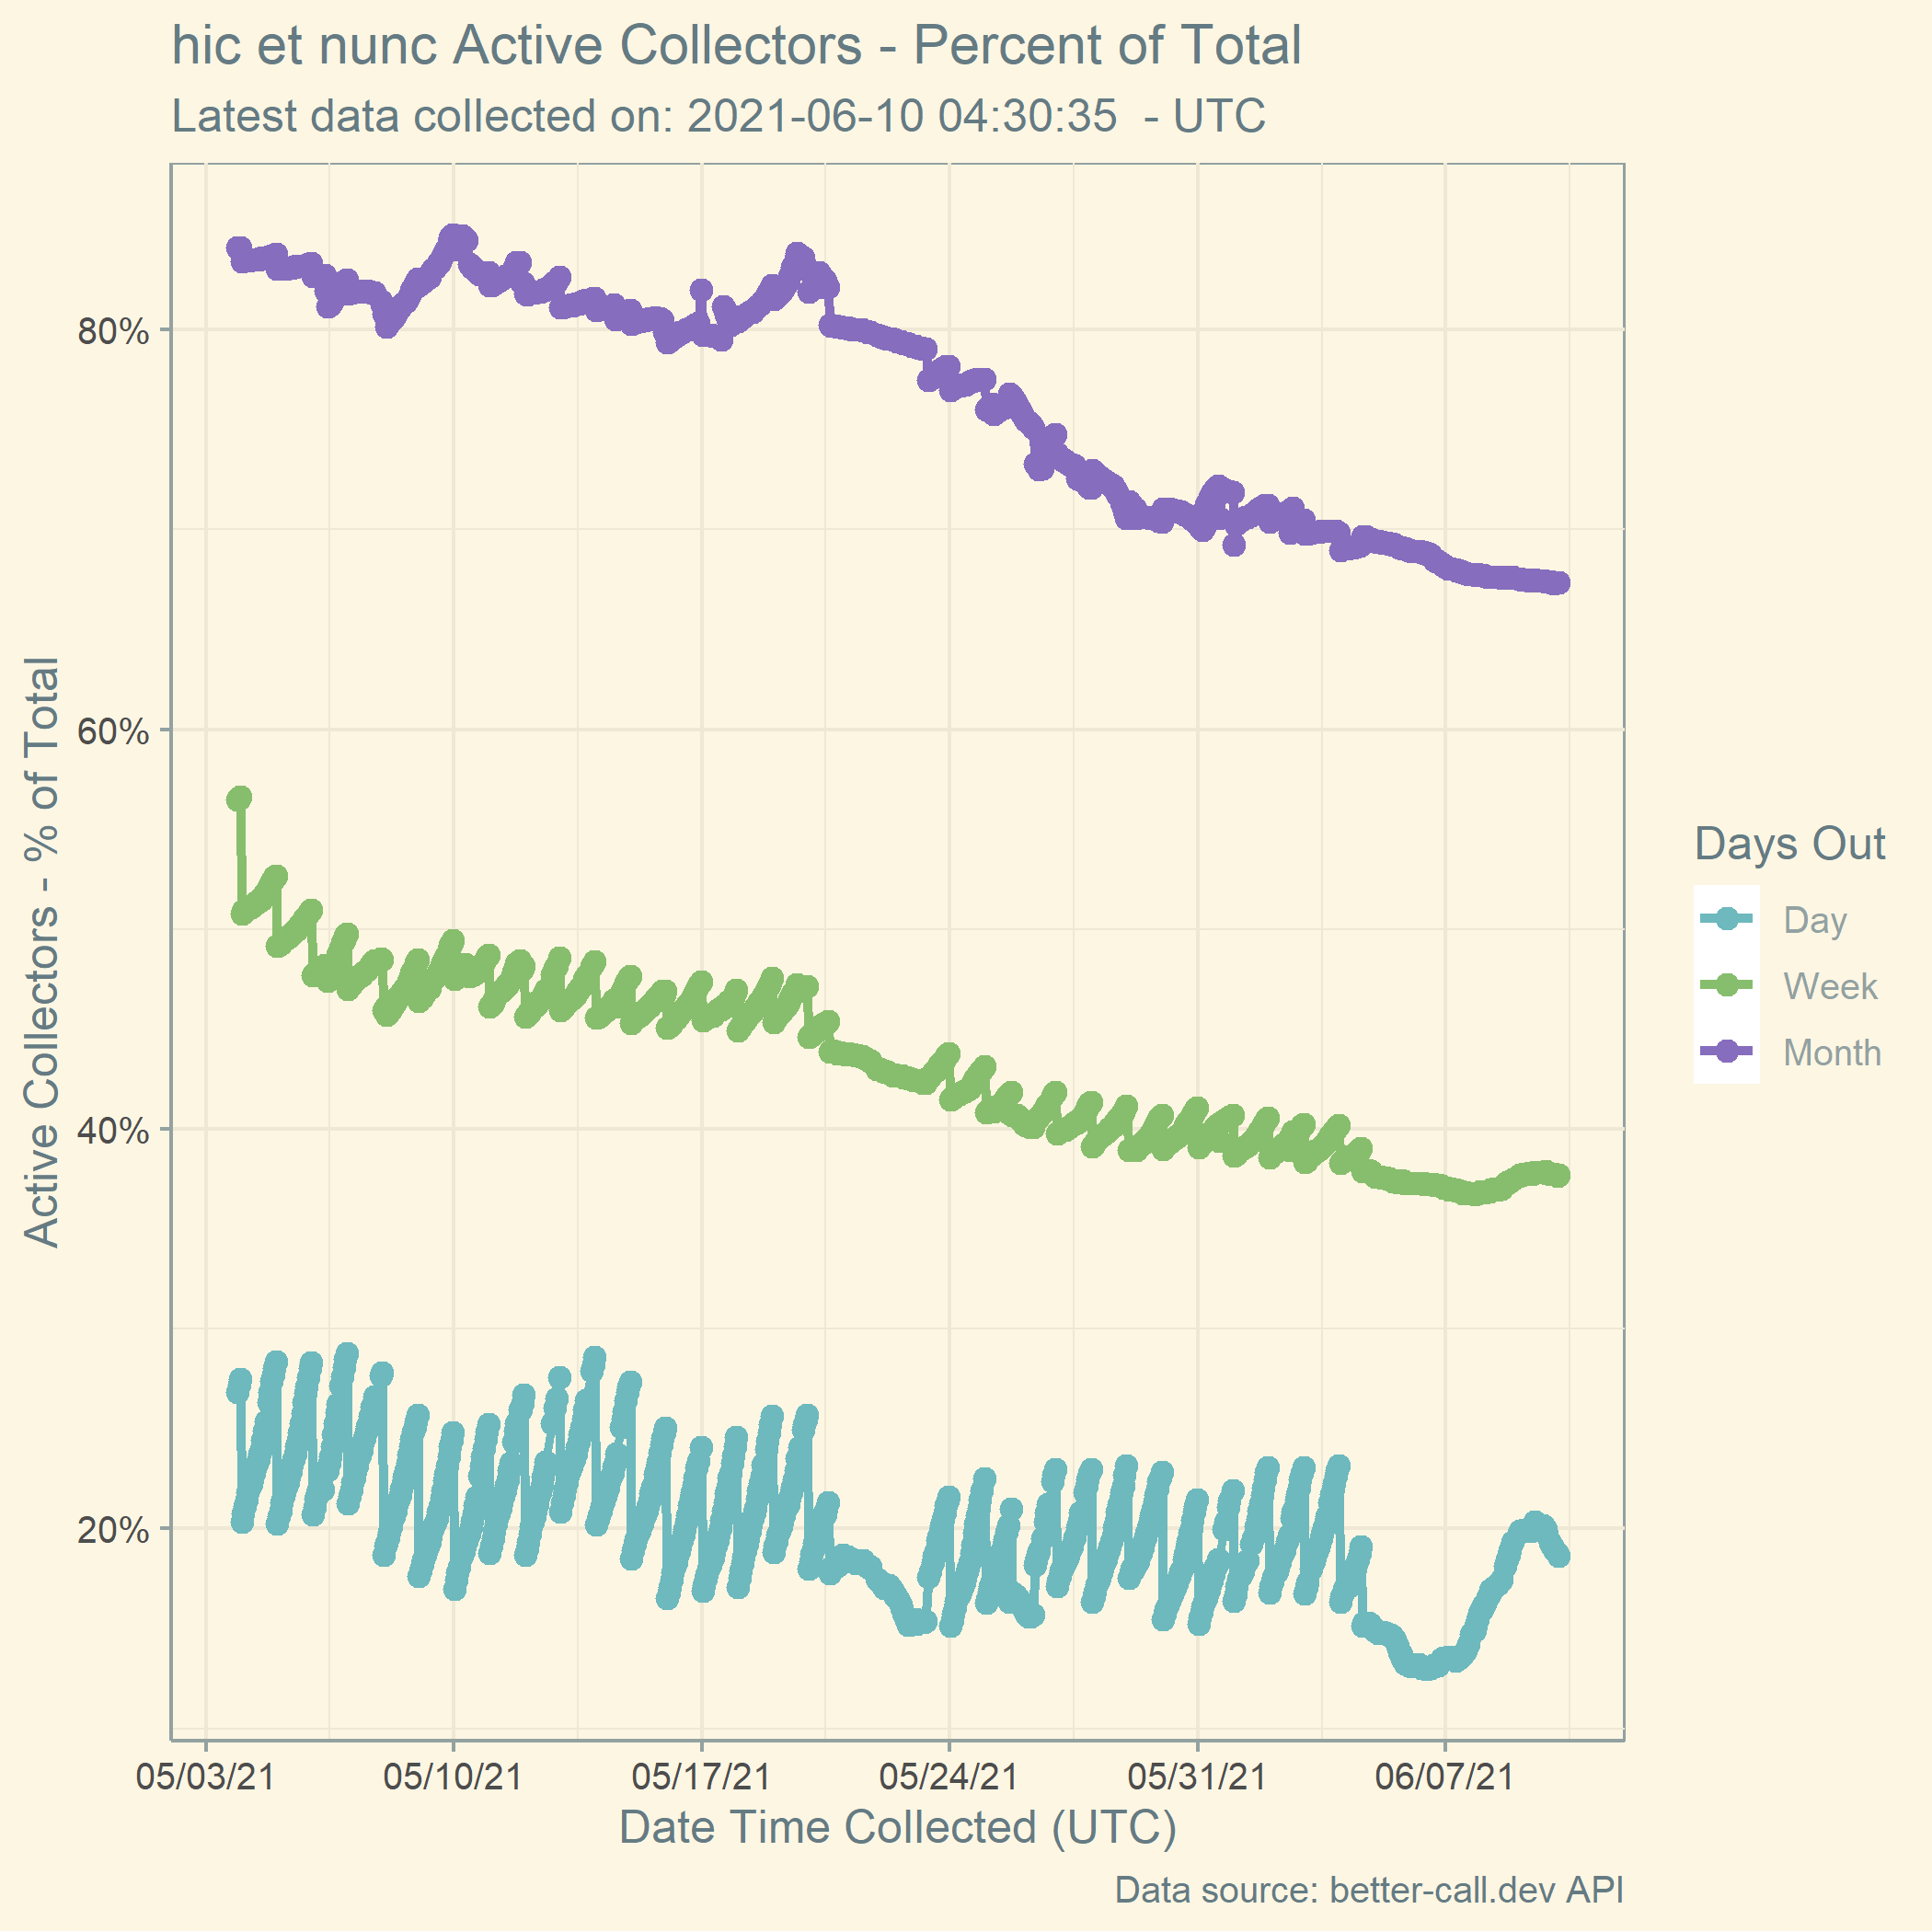 hic et nunc Active Collectors - Percent of Total
Latest data collected on: 2021-06-10 04:30:35  - UTC
Active Collectors - % of Total
80%
60%
40%
20%
05/03/21
05/10/21
05/17/21
05/24/21
05/31/21
06/07/21
Date Time Collected (UTC)
Days Out
Day
Week
Month
Data source: better-call.dev API